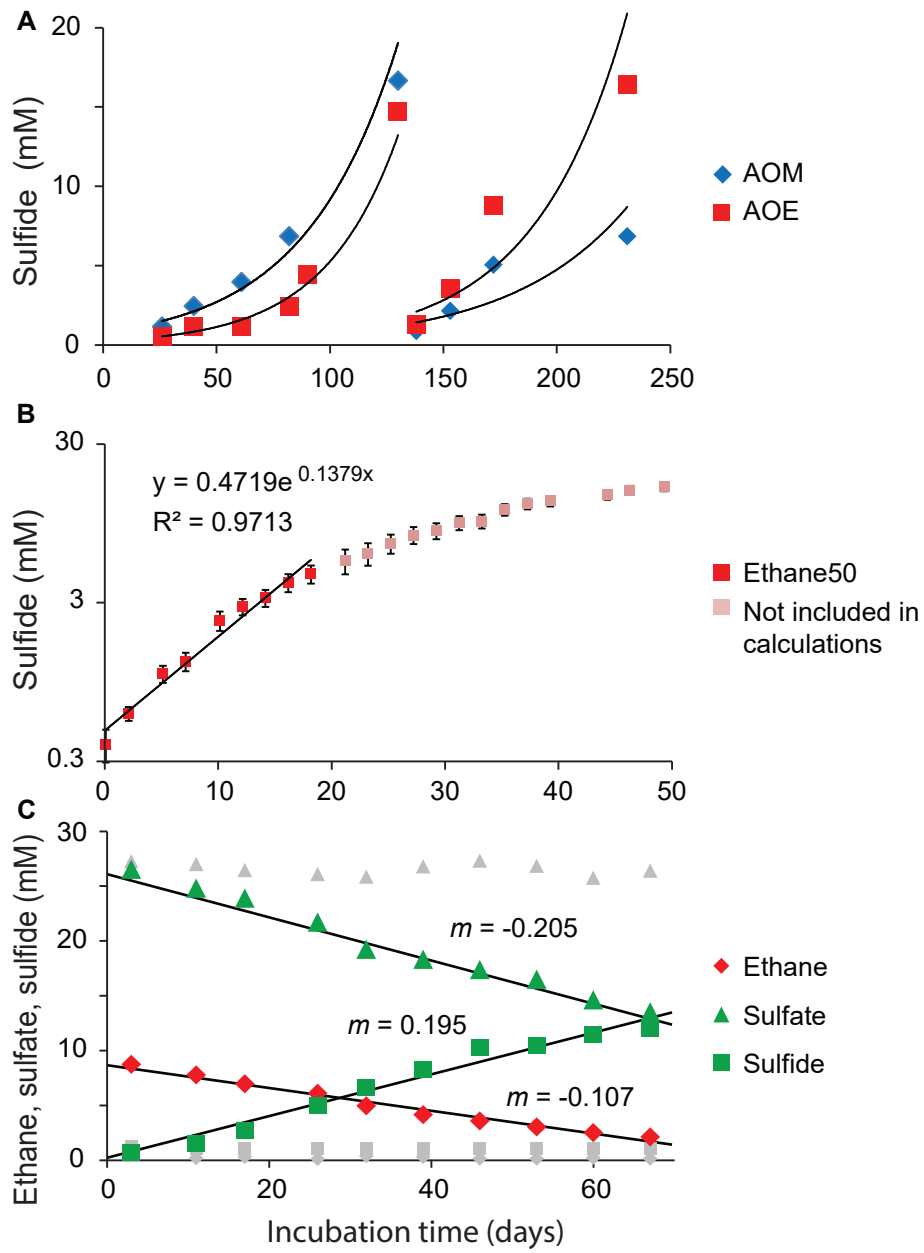 A
20
10
0
Sulfide (mM)
0 50 100 150 200 250
AOM
AOE
B
30
3
0.3
Sulfide (mM)
y = 0.4719e^0.1379x
R² = 0.9713
0 10 20 30 40 50
Ethane50
Not included in
calculations
C
30
20
10
0
Ethane, sulfate, sulfide (mM)
m = -0.205
m = 0.195
m = -0.107
0 20 40 60
Ethane
Sulfate
Sulfide
Incubation time (days)